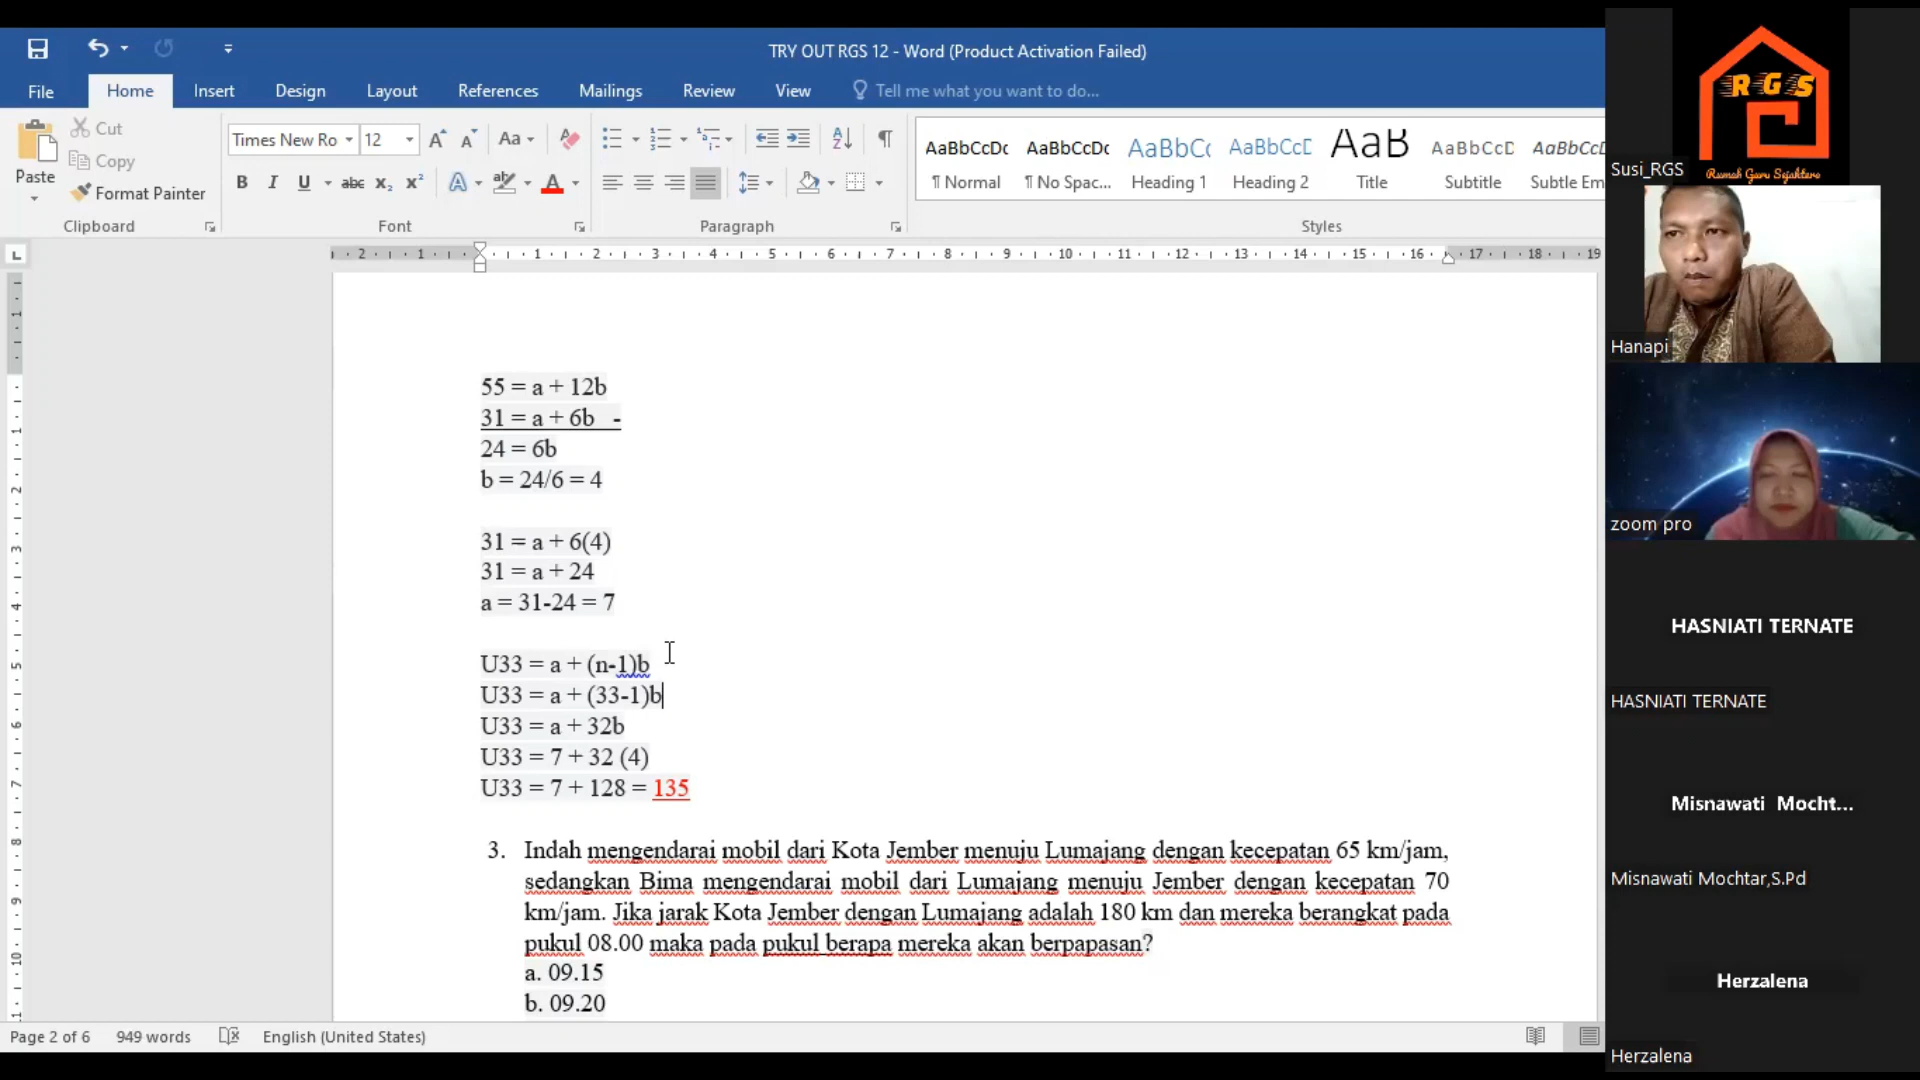 TRY OUT RGS 12 - Word (Product Activation Failed)
File
Home
Insert
Design
Layout
References
Mailings
Review
View
Tell me what you want to do...
Paste
Cut
Copy
Format Painter
Clipboard
Times New Ro
12
Font
Paragraph
AaBbCcDc
¶ Normal
AaBbCcDc
¶ No Spac...
AaBbCc
Heading 1
AaBbCcD
Heading 2
AaB
Title
AaBbCcD
Subtitle
AaBbCcD
Subtle Em
Styles
55 = a + 12b
31 = a + 6b -
24 = 6b
b = 24/6 = 4
31 = a + 6(4)
31 = a + 24
a = 31-24 = 7
U33 = a + (n-1)b
U33 = a + (33-1)b
U33 = a + 32b
U33 = 7 + 32 (4)
U33 = 7 + 128 = 135
3. Indah mengendarai mobil dari Kota Jember menuju Lumajang dengan kecepatan 65 km/jam,
sedangkan Bima mengendarai mobil dari Lumajang menuju Jember dengan kecepatan 70
km/jam. Jika jarak Kota Jember dengan Lumajang adalah 180 km dan mereka berangkat pada
pukul 08.00 maka pada pukul berapa mereka akan berpapasan?
a. 09.15
b. 09.20
Page 2 of 6
949 words
English (United States)
RGS
Rumah Guru Sejahtera
Susi_RGS
Hanapi
zoom pro
HASNIATI TERNATE
HASNIATI TERNATE
Misnawati Mocht...
Misnawati Mochtar,S.Pd
Herzalena
Herzalena